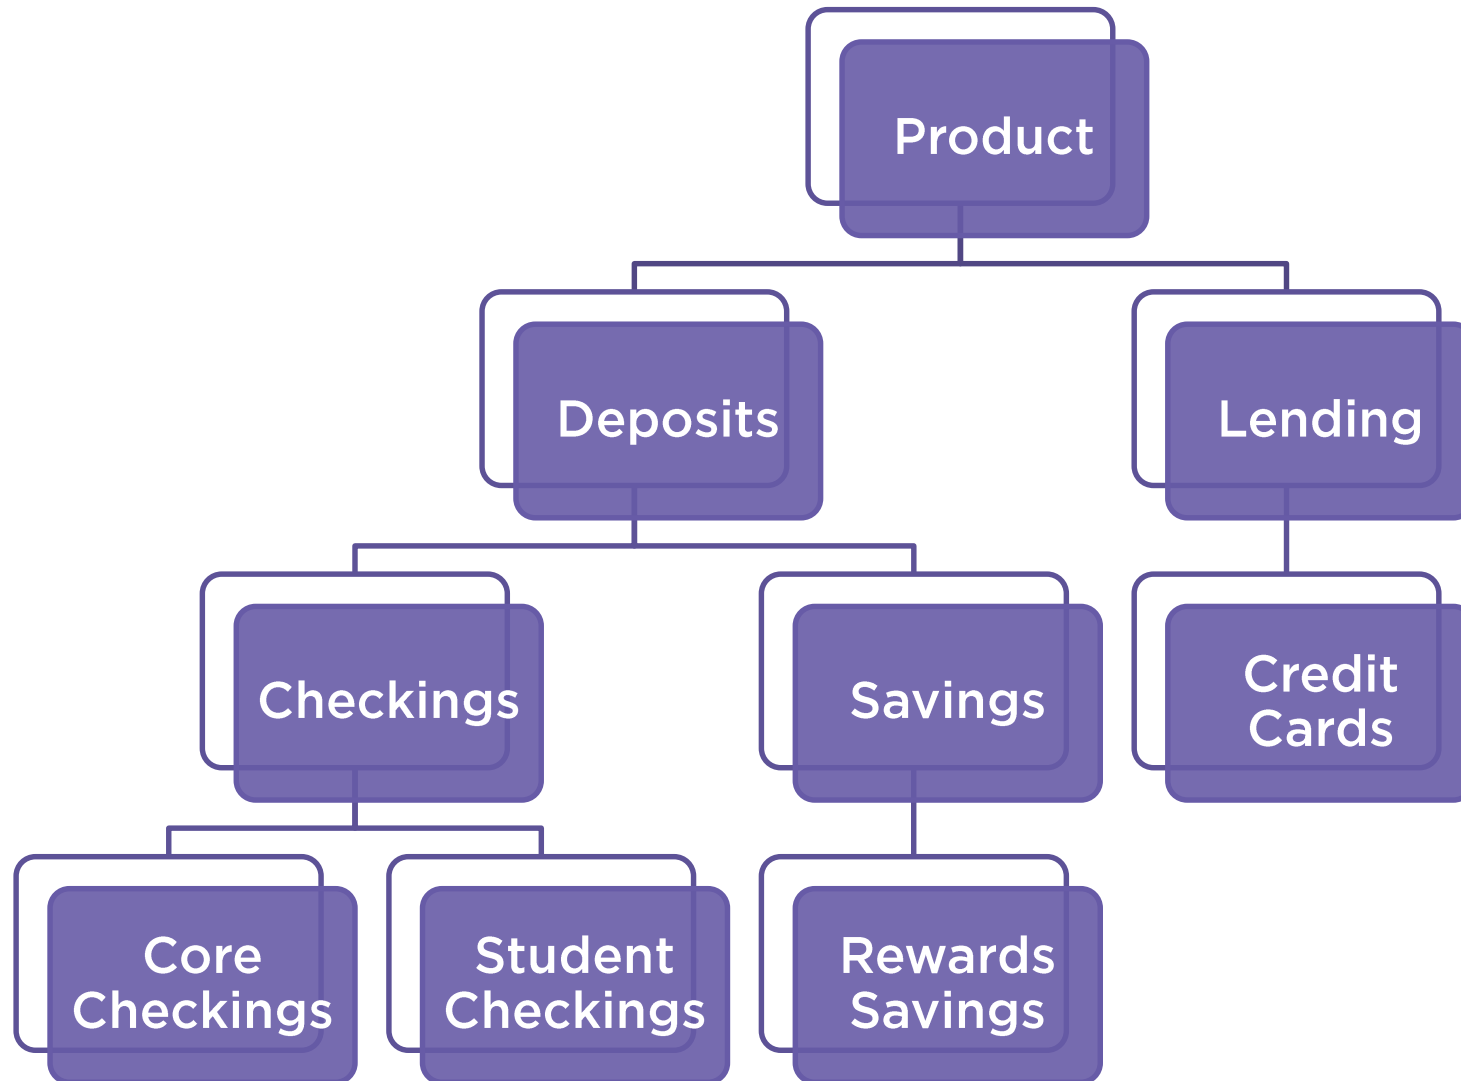 Product
Deposits
Lending
Checkings
Savings
Credit
Cards
Core
Checkings
Student
Checkings
Rewards
Savings